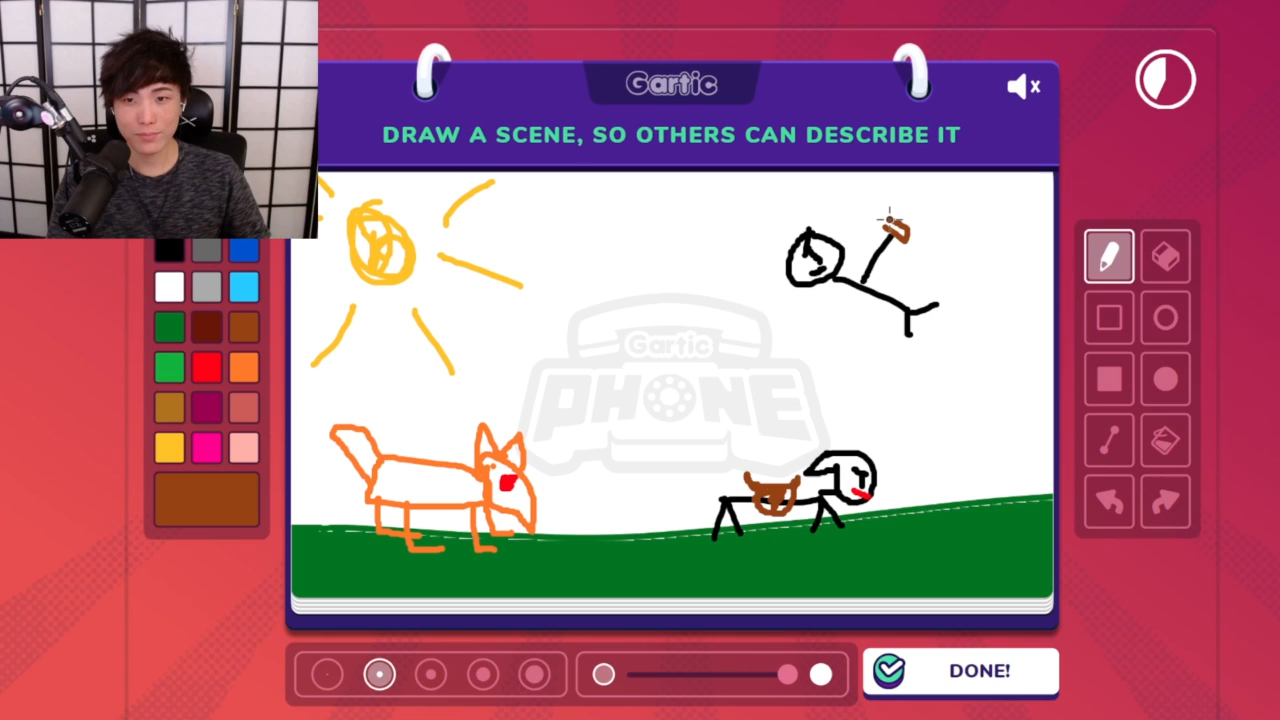 Gartic
DRAW A SCENE, SO OTHERS CAN DESCRIBE IT
Gartic
PHONE
DONE!